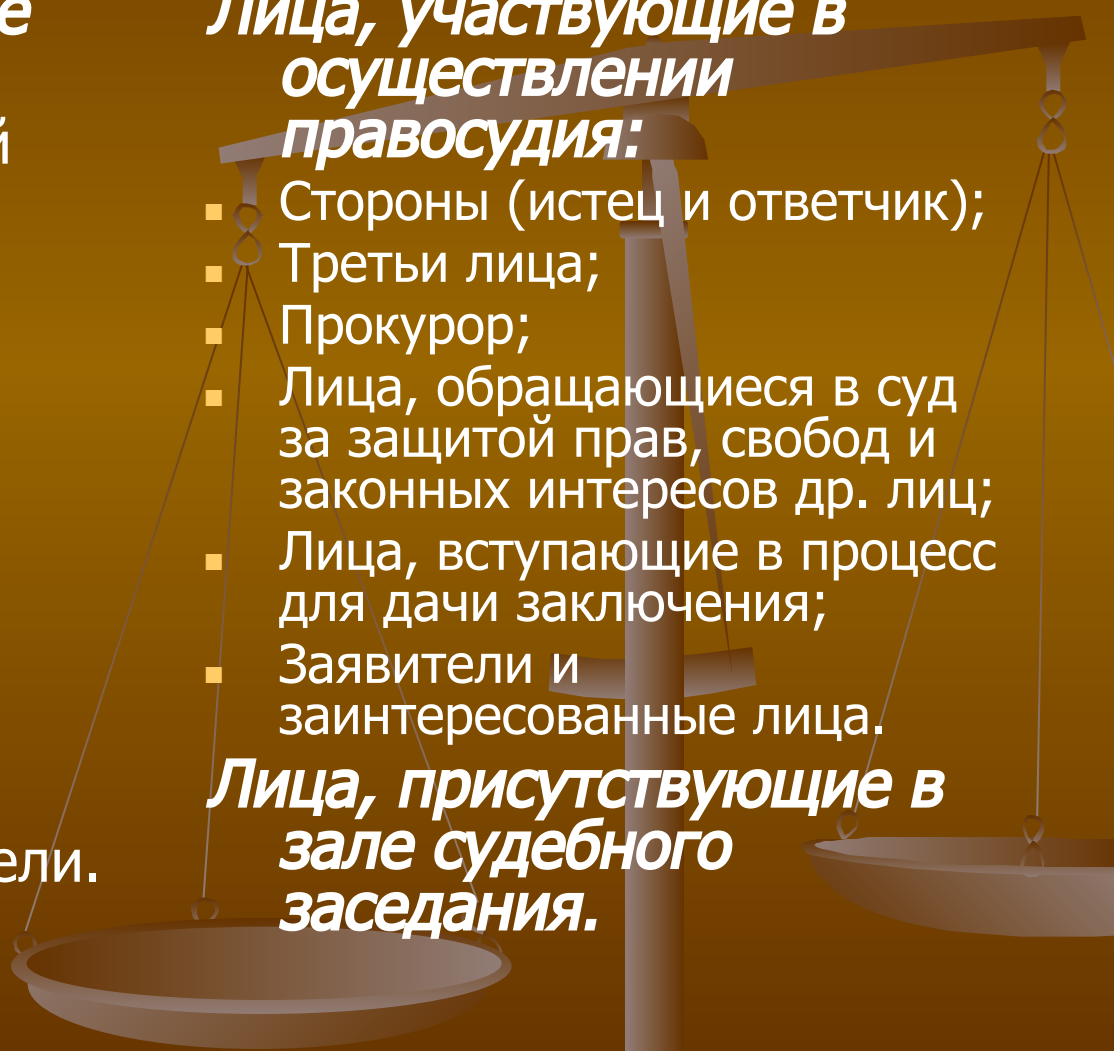 е
й
ели.
Лица, участвующие в
осуществлении
правосудия:
Стороны (истец и ответчик);
Третьи лица;
Прокурор;
Лица, обращающиеся в суд
за защитой прав, свобод и
законных интересов др. лиц;
Лица, вступающие в процесс
для дачи заключения;
Заявители и
заинтересованные лица.
Лица, присутствующие в
зале судебного
заседания.